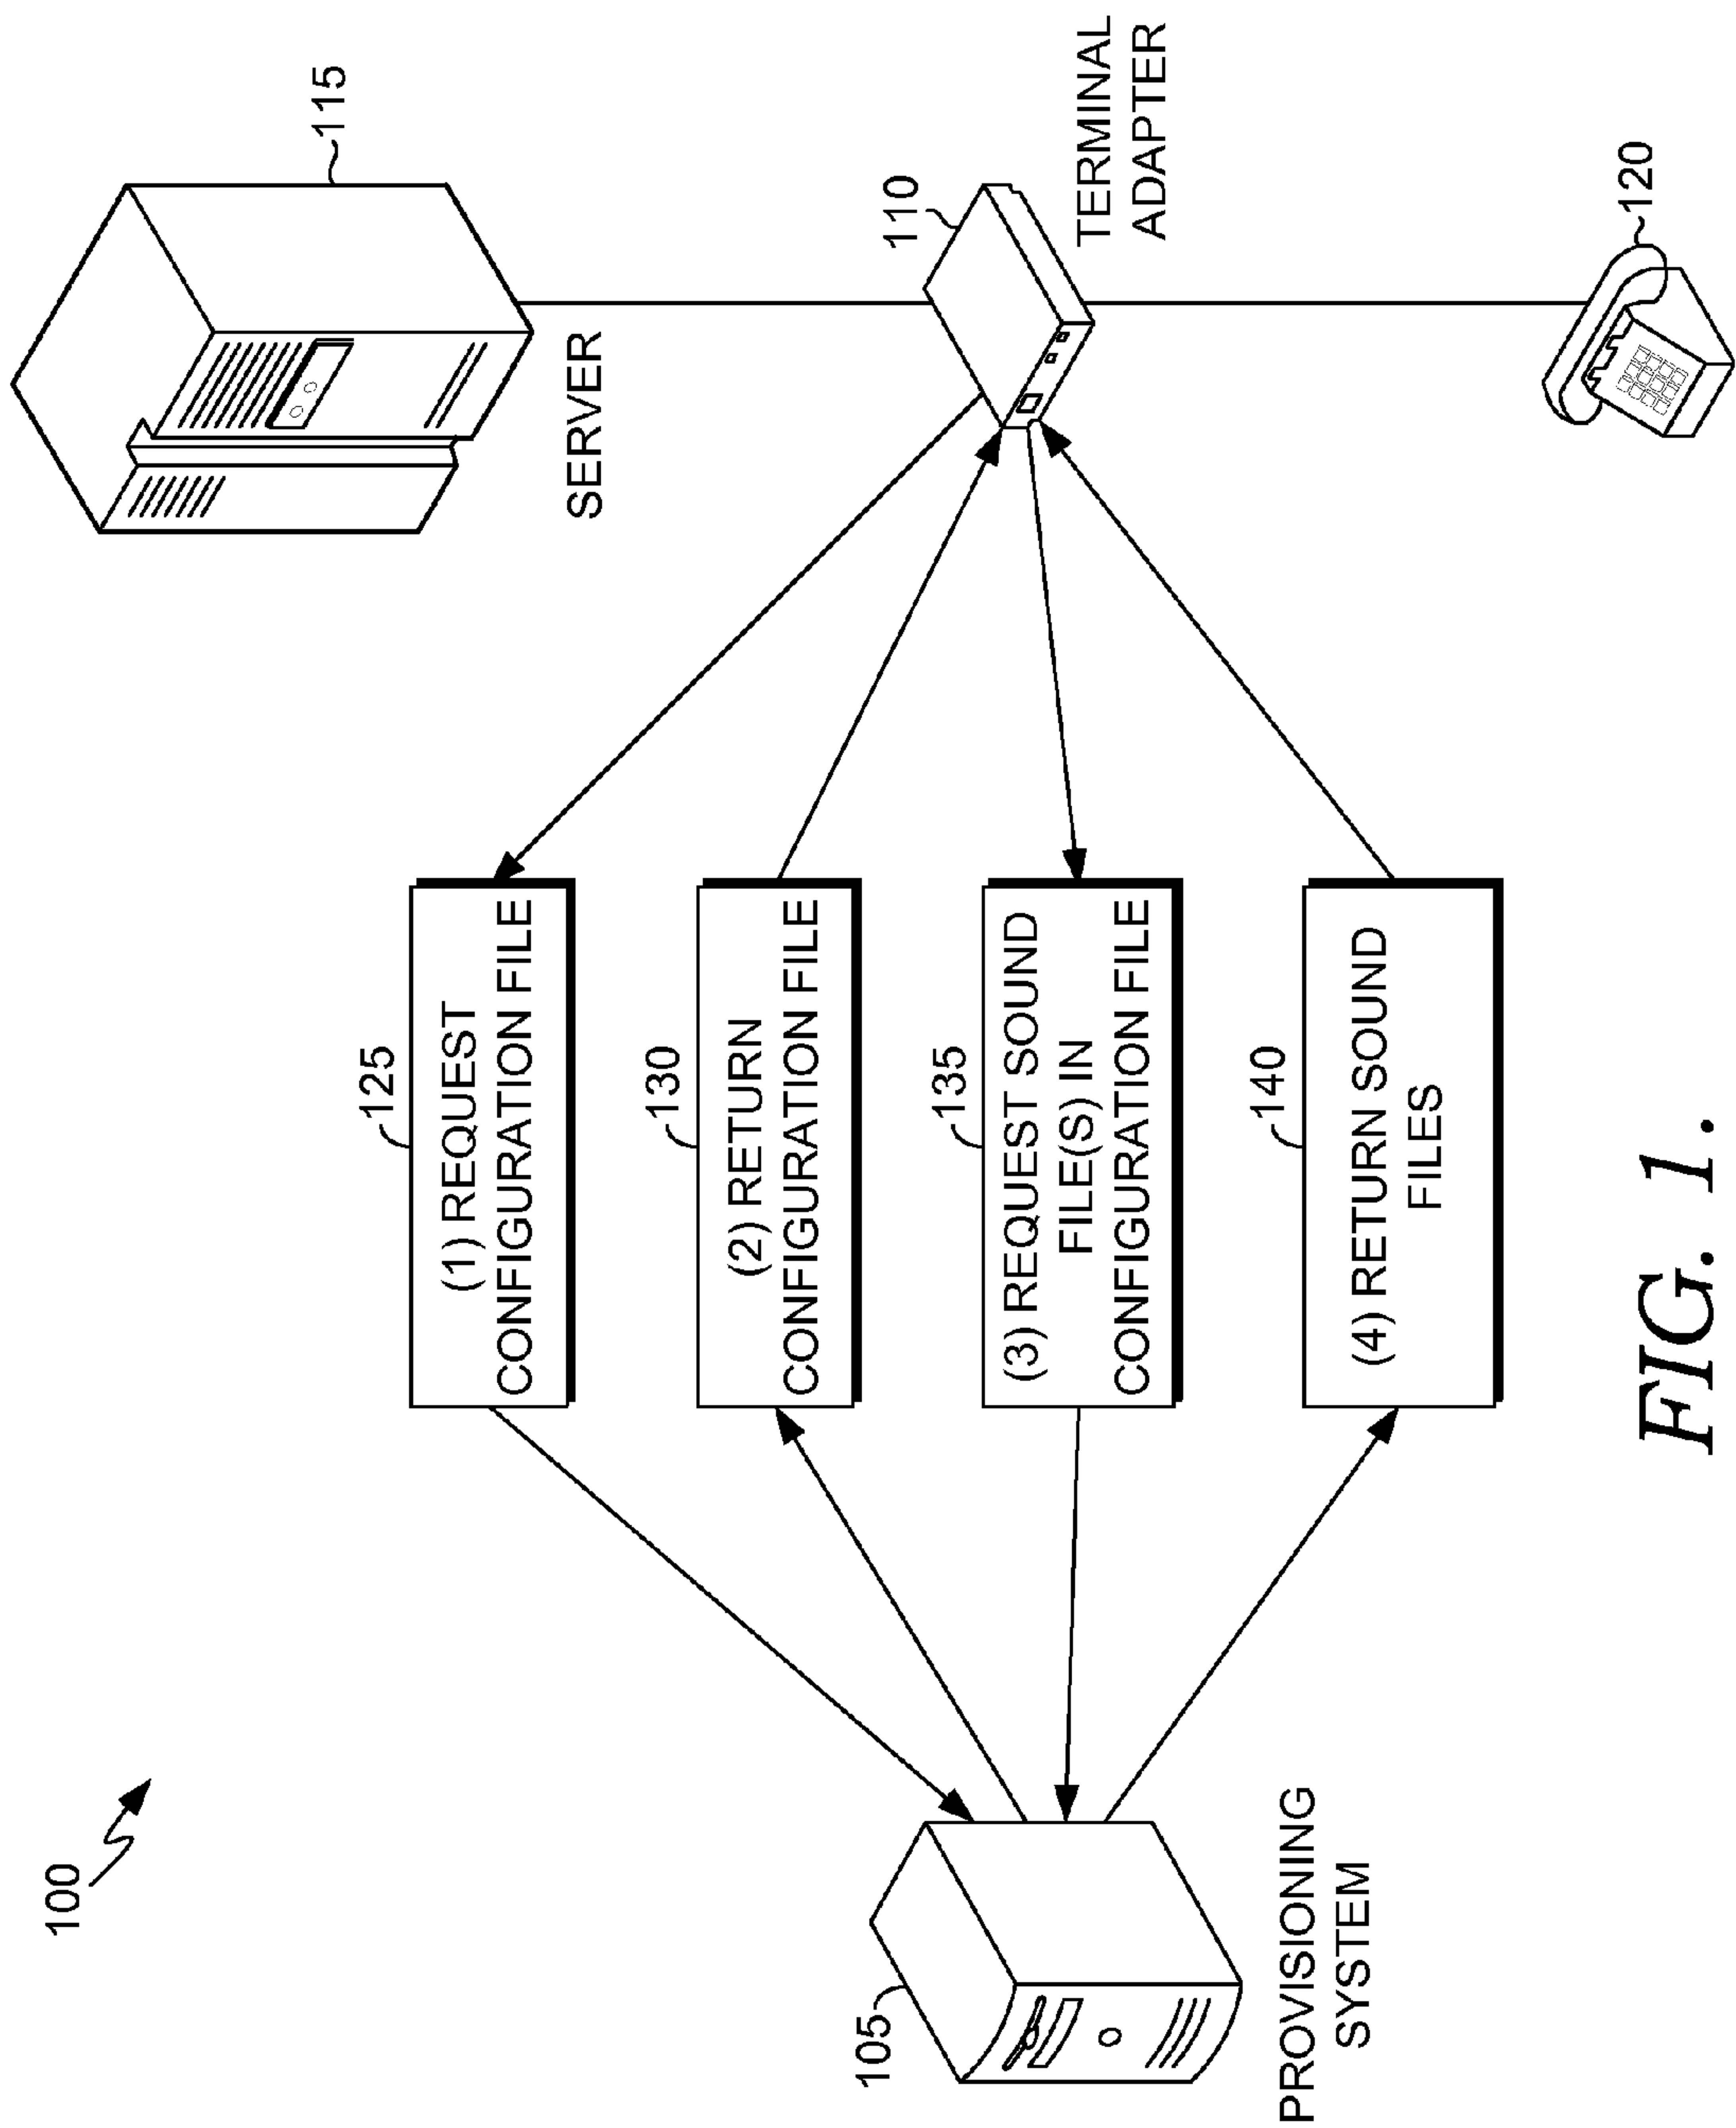 100
115
SERVER
125
(1) REQUEST
CONFIGURATION FILE
110
130
(2) RETURN
CONFIGURATION FILE
105
TERMINAL
ADAPTER
135
(3) REQUEST SOUND
FILE(S) IN
CONFIGURATION FILE
PROVISIONING
SYSTEM
140
(4) RETURN SOUND
FILES
120
FIG. 1.